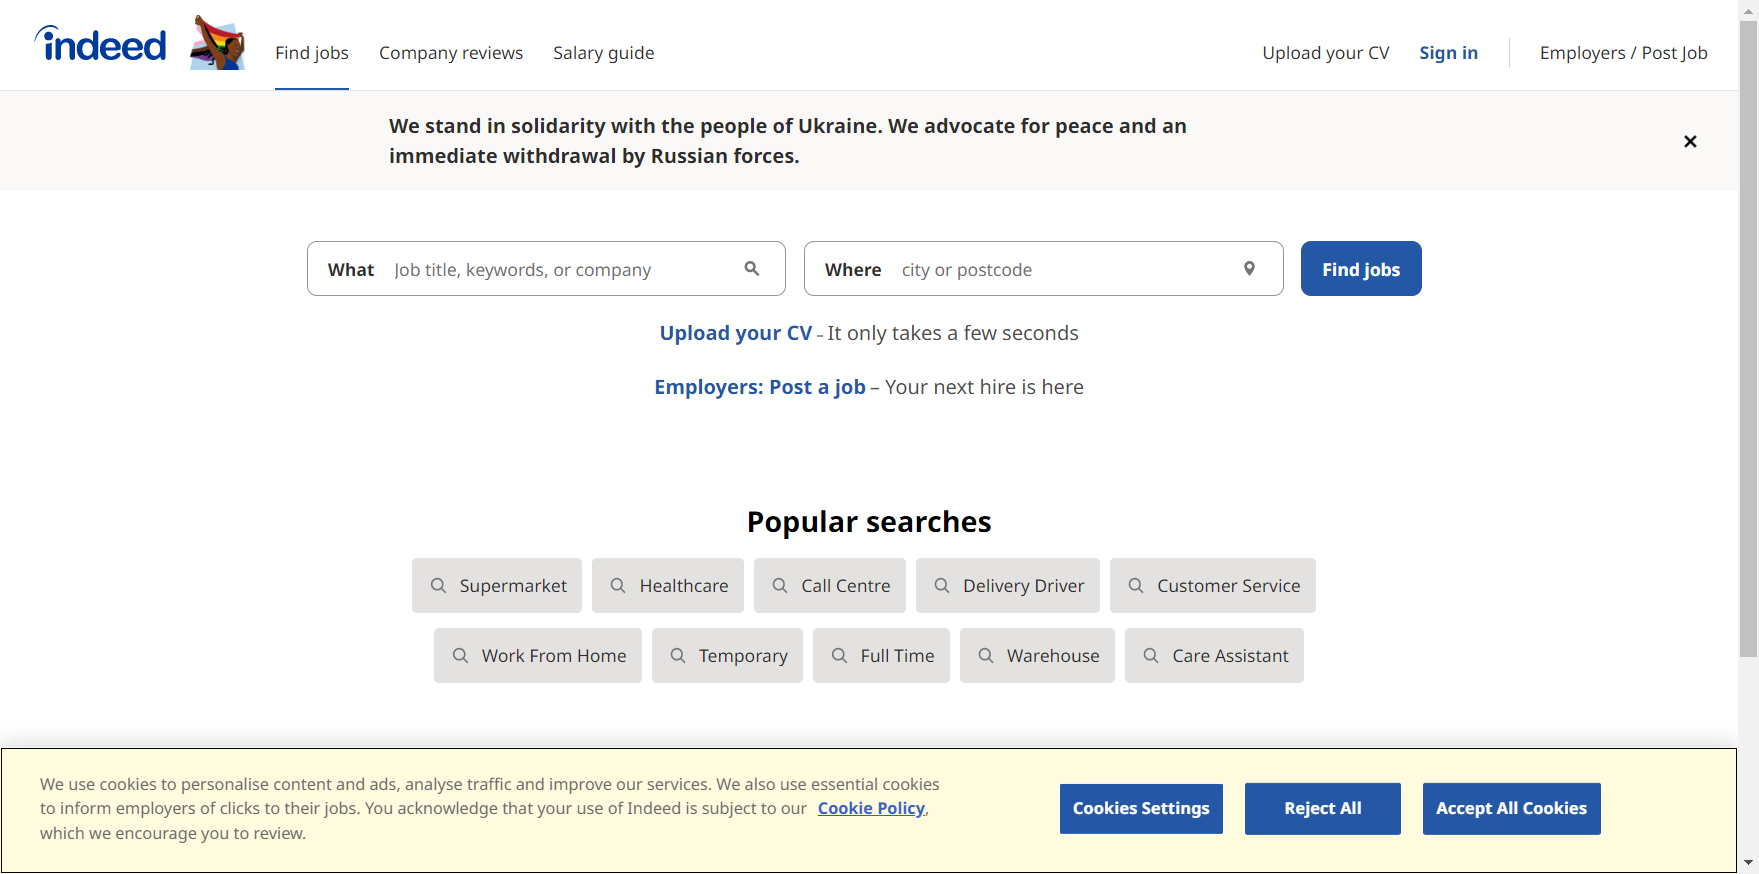 indeed
Find jobs
Company reviews
Salary guide
Upload your CV
Sign in
Employers / Post Job
We stand in solidarity with the people of Ukraine. We advocate for peace and an
immediate withdrawal by Russian forces.
What Job title, keywords, or company
Where city or postcode
Find jobs
Upload your CV - It only takes a few seconds
Employers: Post a job – Your next hire is here
Popular searches
Supermarket
Healthcare
Call Centre
Delivery Driver
Customer Service
Work From Home
Temporary
Full Time
Warehouse
Care Assistant
We use cookies to personalise content and ads, analyse traffic and improve our services. We also use essential cookies
to inform employers of clicks to their jobs. You acknowledge that your use of Indeed is subject to our Cookie Policy,
which we encourage you to review.
Cookies Settings
Reject All
Accept All Cookies